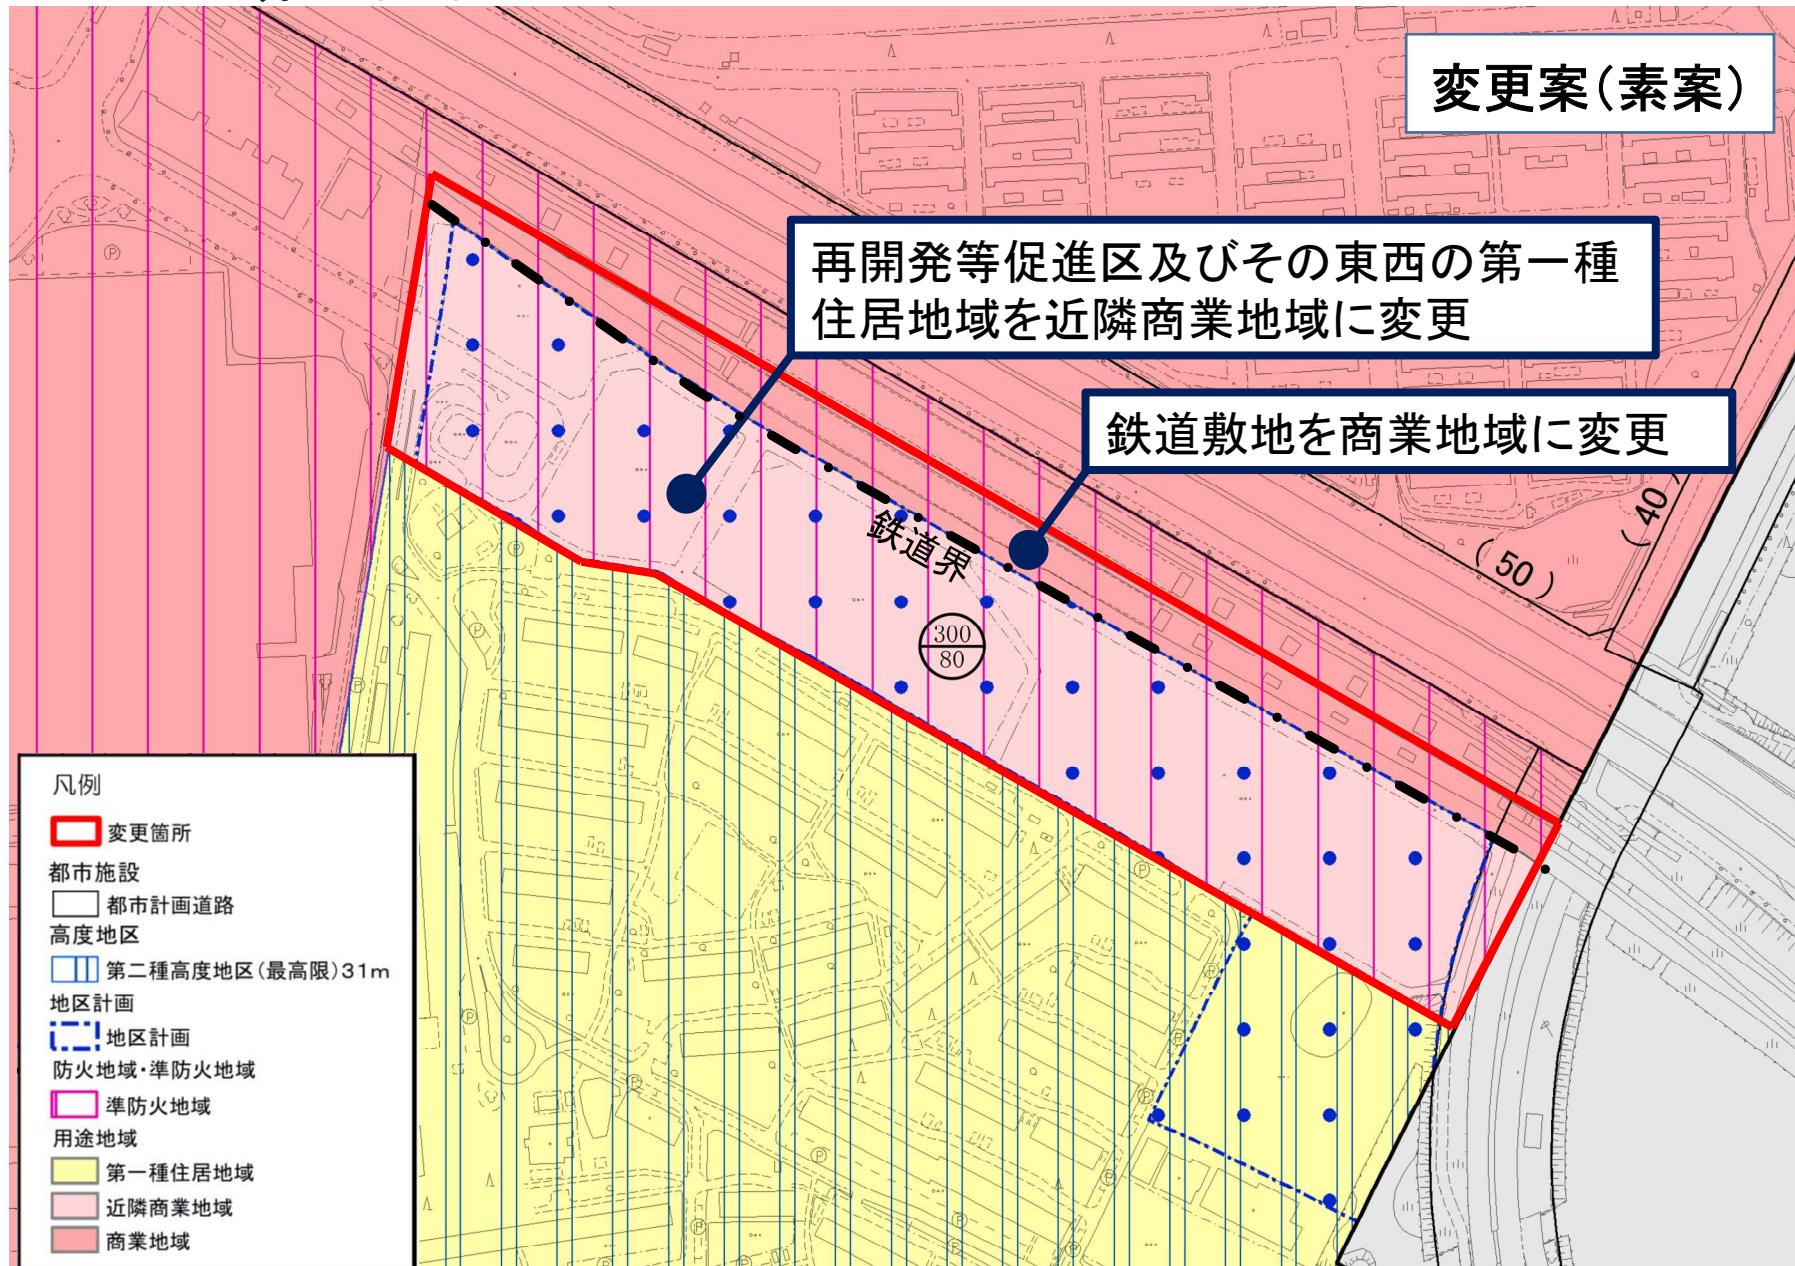 変更案(素案)
再開発等促進区及びその東西の第一種
住居地域を近隣商業地域に変更
鉄道敷地を商業地域に変更
鉄道界
300
80
(50)
(40)
凡例
変更箇所
都市施設
都市計画道路
高度地区
第二種高度地区(最高限)31m
地区計画
地区計画
防火地域・準防火地域
準防火地域
用途地域
第一種住居地域
近隣商業地域
商業地域